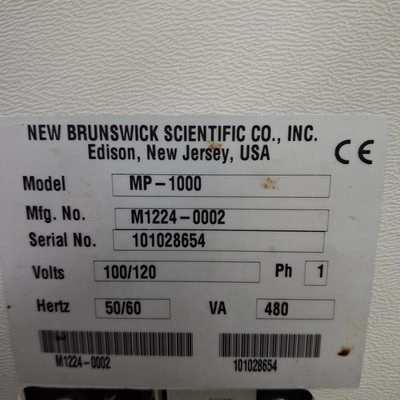 NEW BRUNSWICK SCIENTIFIC CO., INC.
Edison, New Jersey, USA
CE
Model MP-1000
Mfg. No. M1224-0002
Serial No. 101028654
Volts 100/120 Ph 1
Hertz 50/60 VA 480
M1224-0002 101028654